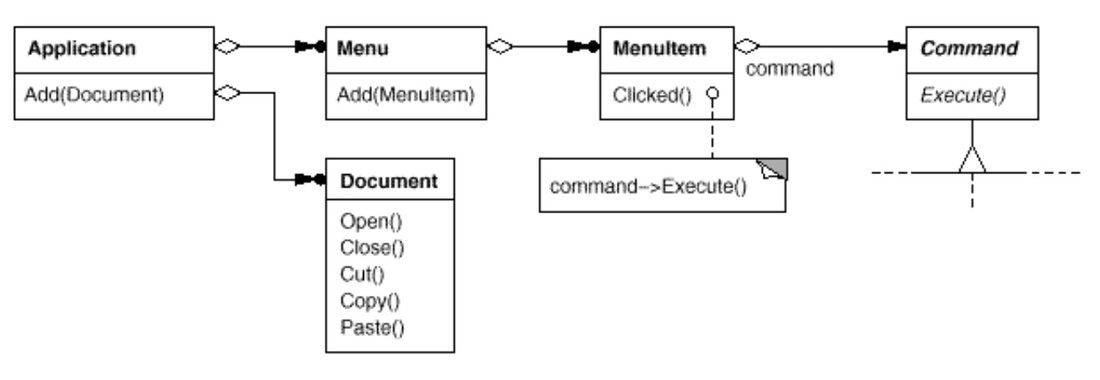 Application
Add(Document)
Menu
Add(MenuItem)
MenuItem
Clicked()
command
Command
Execute()
command–>Execute()
Document
Open()
Close()
Cut()
Copy()
Paste()